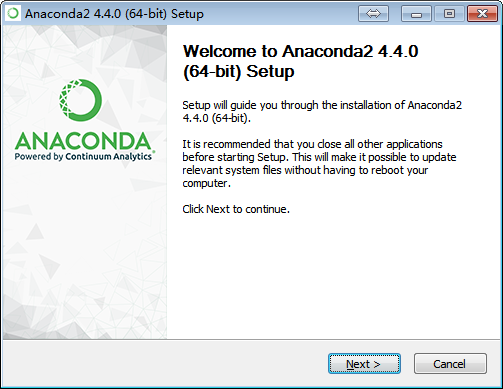 Anaconda2 4.4.0 (64-bit) Setup
Welcome to Anaconda2 4.4.0
(64-bit) Setup
Setup will guide you through the installation of Anaconda2
4.4.0 (64-bit).
It is recommended that you close all other applications
before starting Setup. This will make it possible to update
relevant system files without having to reboot your
computer.
Click Next to continue.
ANACONDA®
Powered by Continuum Analytics
Next >
Cancel